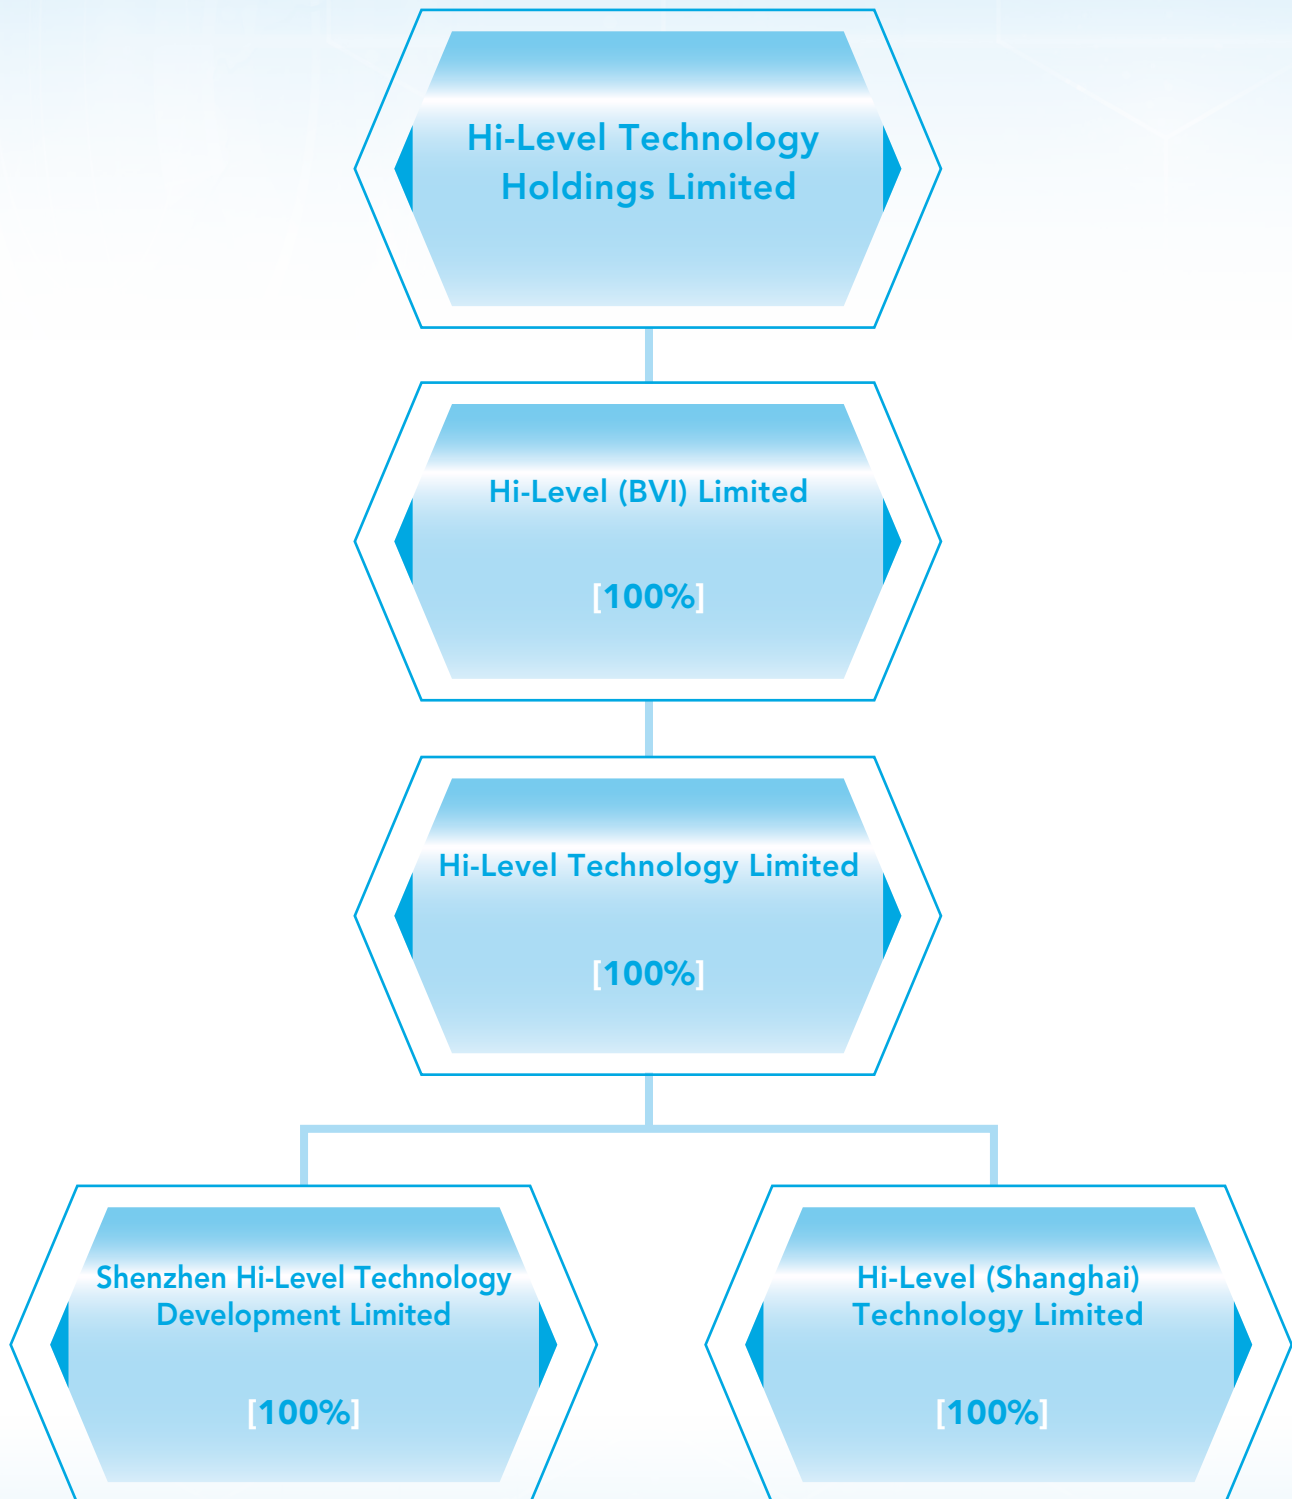 Hi-Level Technology
Holdings Limited
Hi-Level (BVI) Limited
[100%]
Hi-Level Technology Limited
[100%]
Shenzhen Hi-Level Technology
Development Limited
[100%]
Hi-Level (Shanghai)
Technology Limited
[100%]